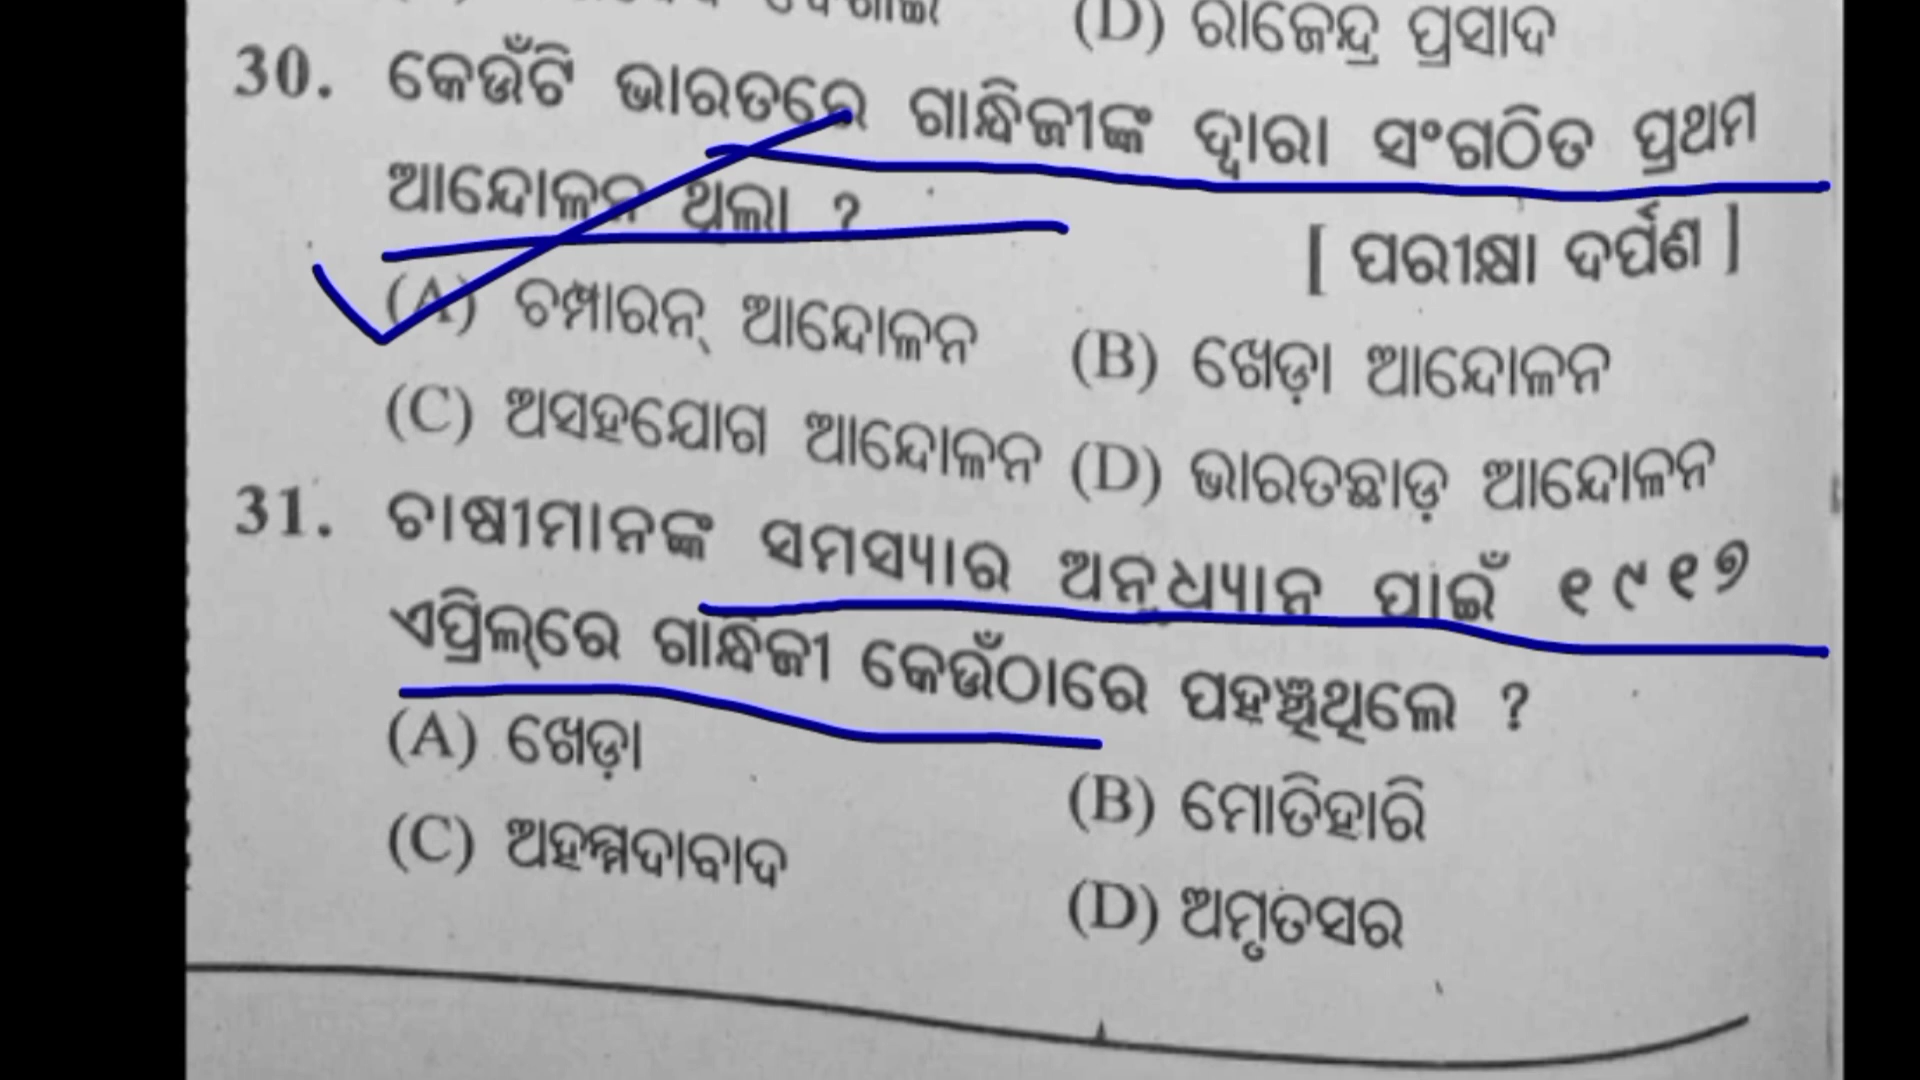 (D) ରାଜେନ୍ଦ୍ର ପ୍ରସାଦ
30. କେଉଁଟି ଭାରତରେ ଗାନ୍ଧିଜୀଙ୍କ ଦ୍ୱାରା ସଂଗଠିତ ପ୍ରଥମ
ଆନ୍ଦୋଳନ ଥିଲା ?
[ ପରୀକ୍ଷା ଦର୍ପଣ ]
(A) ଚମ୍ପାରନ୍ ଆନ୍ଦୋଳନ (B) ଖେଡ଼ା ଆନ୍ଦୋଳନ
(C) ଅସହଯୋଗ ଆନ୍ଦୋଳନ (D) ଭାରତଛାଡ଼ ଆନ୍ଦୋଳନ
31. ଚାଷୀମାନଙ୍କ ସମସ୍ୟାର ଅନୁଧ୍ୟାନ ପାଇଁ ୧୯୧୭
ଏପ୍ରିଲ୍‌ରେ ଗାନ୍ଧିଜୀ କେଉଁଠାରେ ପହଞ୍ଚିଥିଲେ ?
(A) ଖେଡ଼ା (B) ମୋତିହାରି
(C) ଅହମ୍ମଦାବାଦ (D) ଅମୃତସର